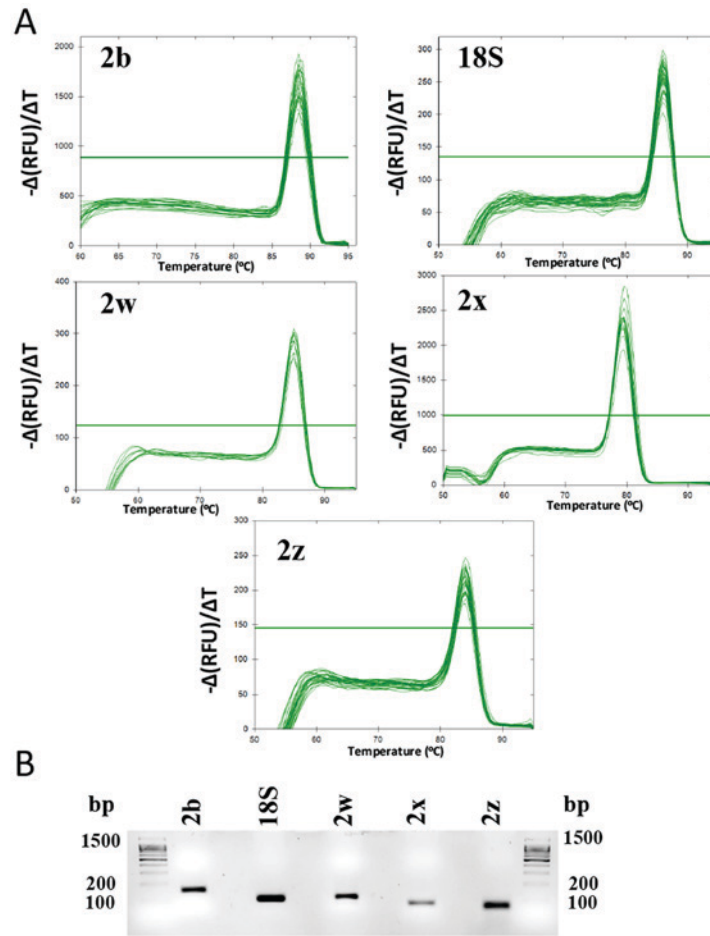 A
2b
-Δ(RFU)/ΔT
2000
1500
1000
500
0
60 65 70 75 80 85 90 95
Temperature (ºC)
18S
-Δ(RFU)/ΔT
300
250
200
150
100
50
0
50 60 70 80 90
Temperature (ºC)
2w
-Δ(RFU)/ΔT
400
300
200
100
0
50 60 70 80 90
Temperature (ºC)
2x
-Δ(RFU)/ΔT
3000
2500
2000
1500
1000
500
0
50 60 70 80 90
Temperature (ºC)
2z
-Δ(RFU)/ΔT
300
250
200
150
100
50
0
50 60 70 80 90
Temperature (ºC)
B
bp 2b 18S 2w 2x 2z bp
1500 1500
200 200
100 100